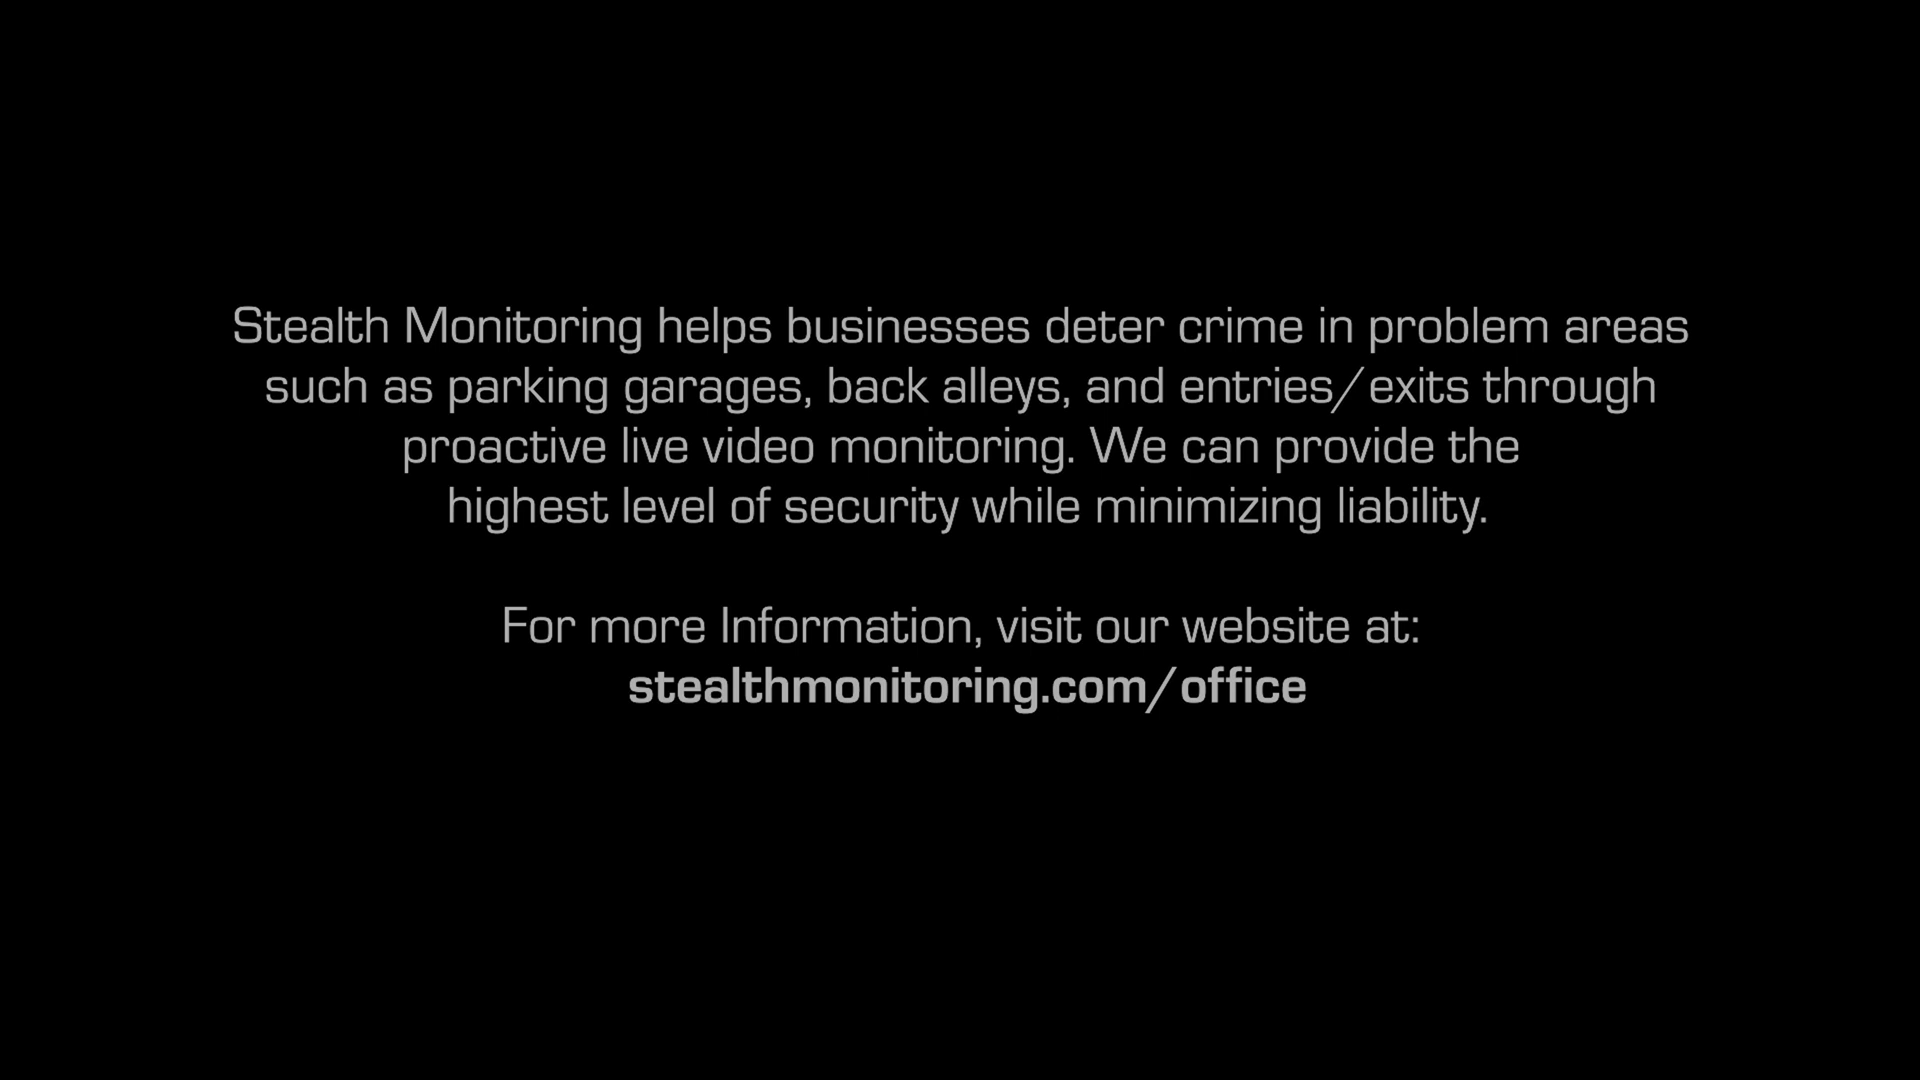 Stealth Monitoring helps businesses deter crime in problem areas
such as parking garages, back alleys, and entries/exits through
proactive live video monitoring. We can provide the
highest level of security while minimizing liability.
For more Information, visit our website at:
stealthmonitoring.com/office